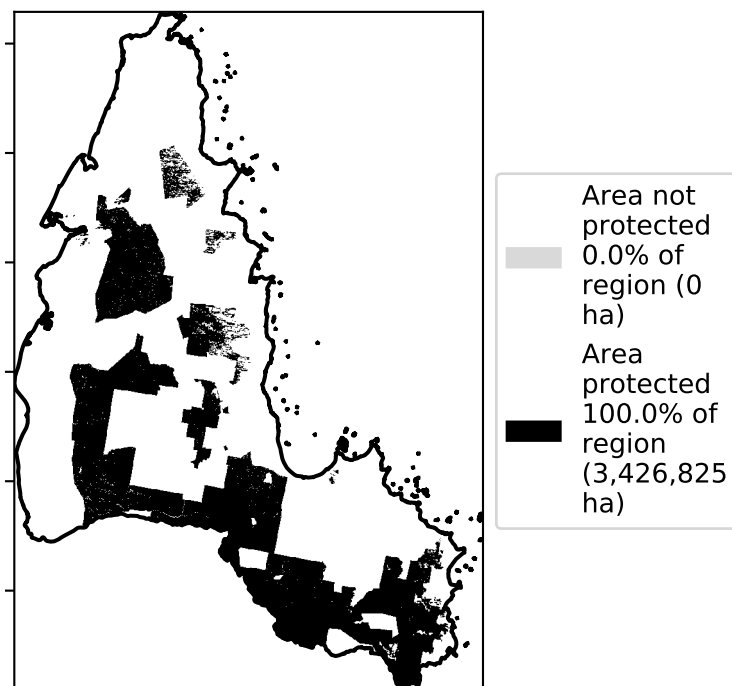 Area not
protected
0.0% of
region (0
ha)
Area
protected
100.0% of
region
(3,426,825
ha)